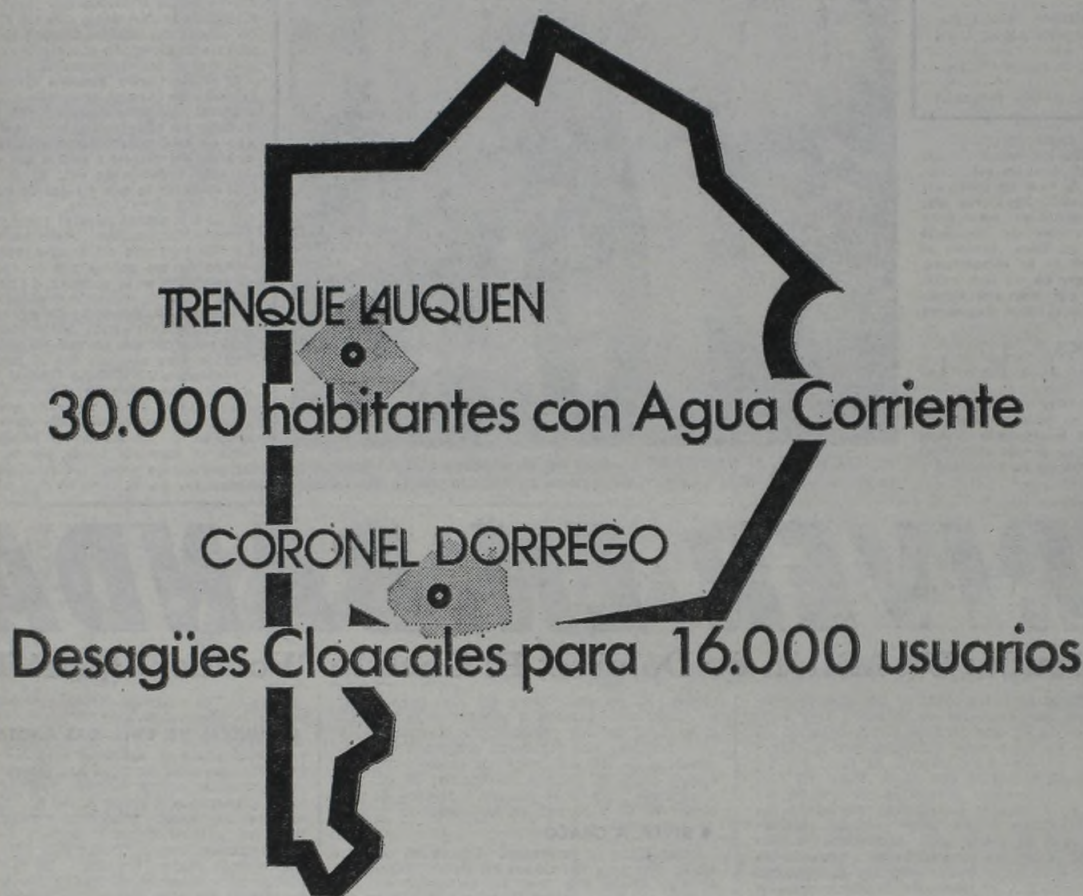 TRENQUE LAUQUEN
30.000 habitantes con Agua Corriente
CORONEL DORREGO
Desagües Cloacales para 16.000 usuarios